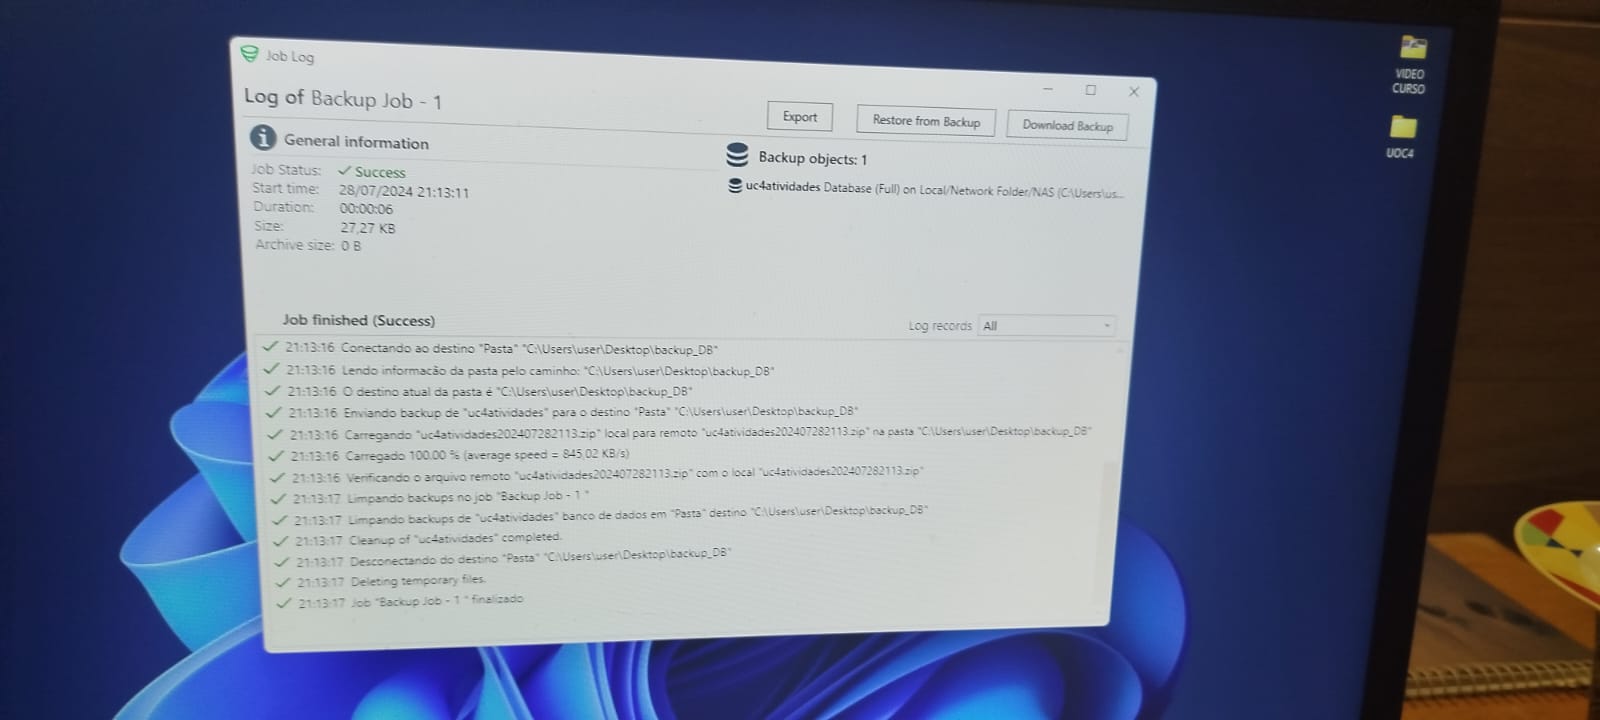 Job Log
Log of Backup Job - 1
Export
Restore from Backup
Download Backup
General information
Job Status: Success
Start time: 28/07/2024 21:13:11
Duration: 00:00:06
Size: 27,27 KB
Archive size: 0 B
Backup objects: 1
uc4atividades Database (Full) on Local/Network Folder/NAS (C:\Users\us...
Job finished (Success)
Log records All
21:13:16 Conectando ao destino "Pasta" "C:\Users\user\Desktop\backup_DB"
21:13:16 Lendo informacão da pasta pelo caminho: "C:\Users\user\Desktop\backup_DB"
21:13:16 O destino atual da pasta é "C:\Users\user\Desktop\backup_DB"
21:13:16 Enviando backup de "uc4atividades" para o destino "Pasta" "C:\Users\user\Desktop\backup_DB"
21:13:16 Carregando "uc4atividades202407282113.zip" local para remoto "uc4atividades202407282113.zip" na pasta "C:\Users\user\Desktop\backup_DB"
21:13:16 Carregado 100.00 % (average speed = 845,02 KB/s)
21:13:16 Verificando o arquivo remoto "uc4atividades202407282113.zip" com o local "uc4atividades202407282113.zip"
21:13:17 Limpando backups no job "Backup Job - 1 "
21:13:17 Limpando backups de "uc4atividades" banco de dados em "Pasta" destino "C:\Users\user\Desktop\backup_DB"
21:13:17 Cleanup of "uc4atividades" completed.
21:13:17 Desconectando do destino "Pasta" "C:\Users\user\Desktop\backup_DB"
21:13:17 Deleting temporary files.
21:13:17 Job "Backup Job - 1 " finalizado
VIDEO
CURSO
UOC4